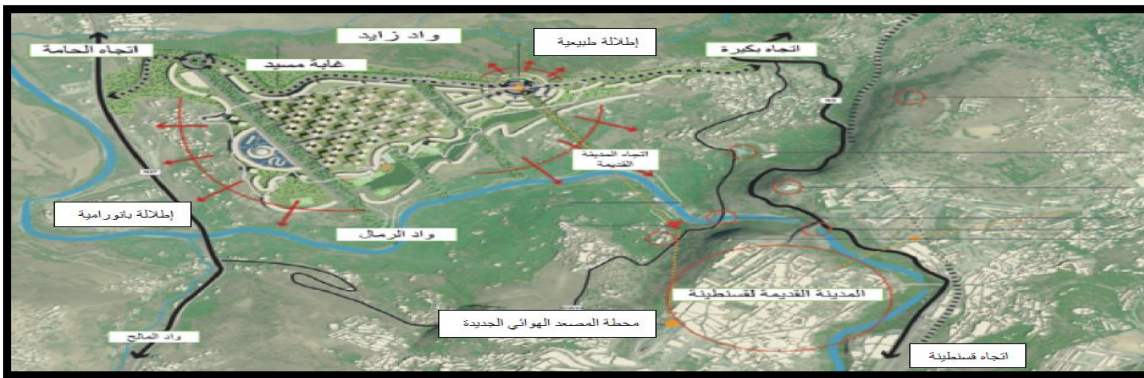 واد زايد
إطلالة طبيعية
اتجاه بكيرة
اتجاه الحامة
غابة مسيد
اتجاه المدينة
القديمة
إطلالة بانورامية
واد الرمال
المدينة القديمة لقسنطينة
محطة المصعد الهوائي الجديدة
واد المالح
اتجاه قسنطينة